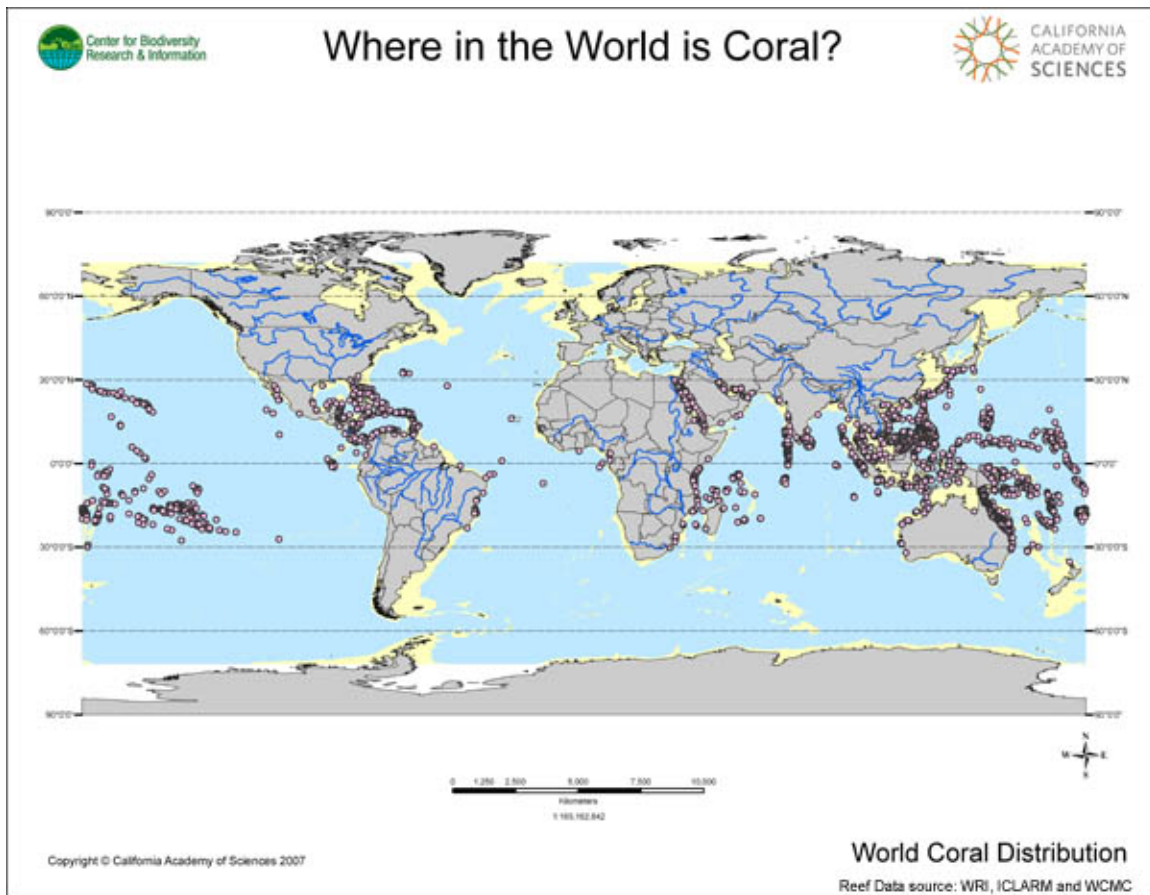 Center for Biodiversity
Research & Information
Where in the World is Coral?
CALIFORNIA
ACADEMY OF
SCIENCES
90°0'0" 90°0'0"
60°0'0"N 60°0'0"N
30°0'0"N 30°0'0"N
0°0'0" 0°0'0"
30°0'0"S 30°0'0"S
60°0'0"S 60°0'0"S
90°0'0" 90°0'0"
N
W E
S
0 1,250 2,500 5,000 7,500 10,000
Kilometers
1:165,162,642
Copyright © California Academy of Sciences 2007
World Coral Distribution
Reef Data source: WRI, ICLARM and WCMC